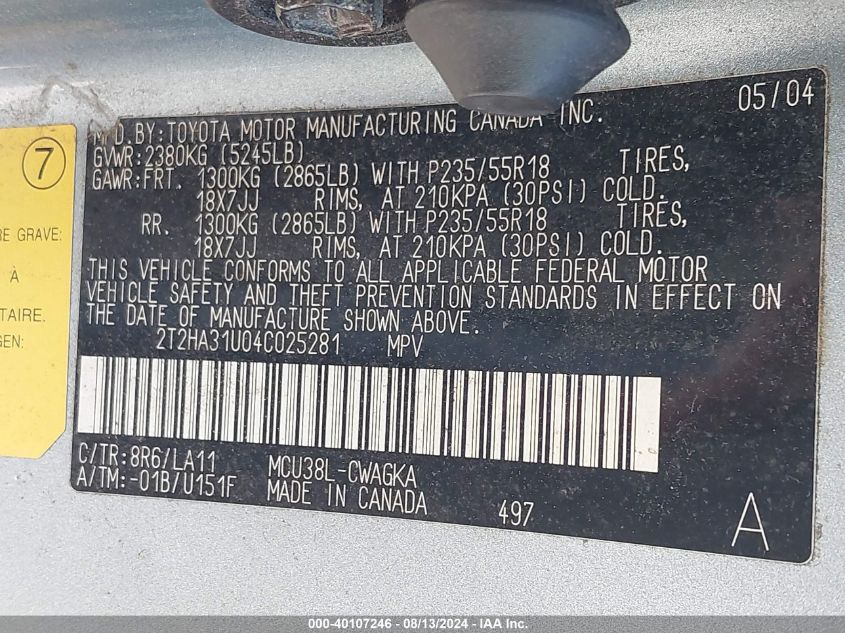 05/04
MFD. BY: TOYOTA MOTOR MANUFACTURING CANADA INC.
GVWR: 2380KG (5245LB)
GAWR: FRT. 1300KG (2865LB) WITH P235/55R18 TIRES,
18X7JJ RIMS, AT 210KPA (30PSI) COLD.
RR. 1300KG (2865LB) WITH P235/55R18 TIRES,
18X7JJ RIMS, AT 210KPA (30PSI) COLD.
THIS VEHICLE CONFORMS TO ALL APPLICABLE FEDERAL MOTOR
VEHICLE SAFETY AND THEFT PREVENTION STANDARDS IN EFFECT ON
THE DATE OF MANUFACTURE SHOWN ABOVE.
2T2HA31U04C025281 MPV
C/TR: 8R6/LA11 MCU38L-CWAGKA
A/TM: -01B/U151F MADE IN CANADA 497 A
7
GRAVE:
À
000-40107246 - 08/13/2024 - IAA Inc.